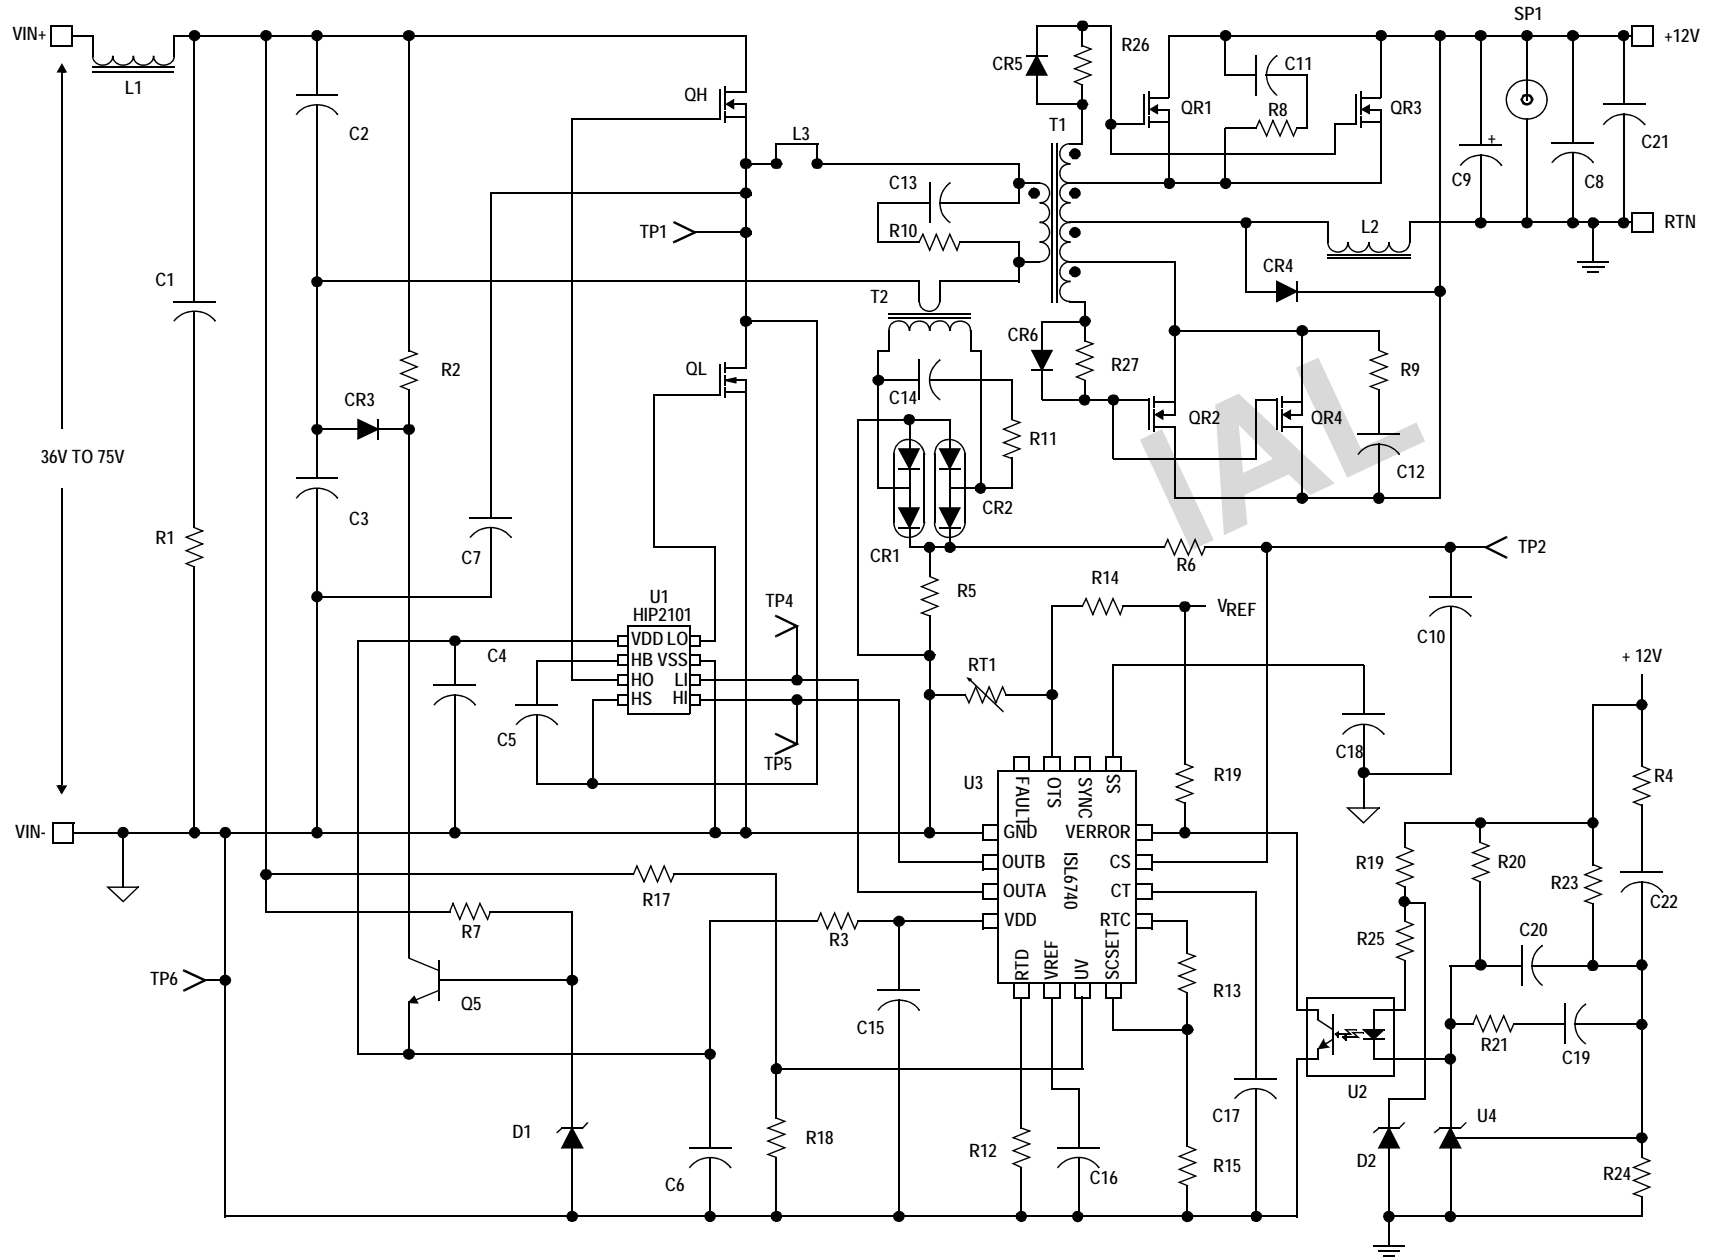 SP1
VIN+
L1
R26
CR5
C11
+12V
QH
QR1
R8
QR3
C2
T1
L3
C21
C9
+
C8
C13
R10
TP1
L2
RTN
C1
T2
CR4
CR6
R27
R2
QL
C14
QR2
QR4
R9
CR3
R11
36V TO 75V
IAL
C12
C3
CR2
R1
C7
CR1
R6
TP2
R5
R14
VREF
U1
HIP2101
TP4
C10
VDD LO
HB VSS
HO LI
HS HI
C4
RT1
+ 12V
C5
TP5
C18
U3
FAULT
OTS
SYNC
SS
R19
R4
VIN-
GND
VERROR
OUTB
CS
OUTA
CT
VDD
RTC
ISL6740
RTD
VREF
UV
SCSET
R19
R20
R23
C22
R17
R7
R3
R25
C20
TP6
Q5
R13
C15
R21
C19
U2
C17
U4
D1
R18
R12
D2
C6
C16
R15
R24